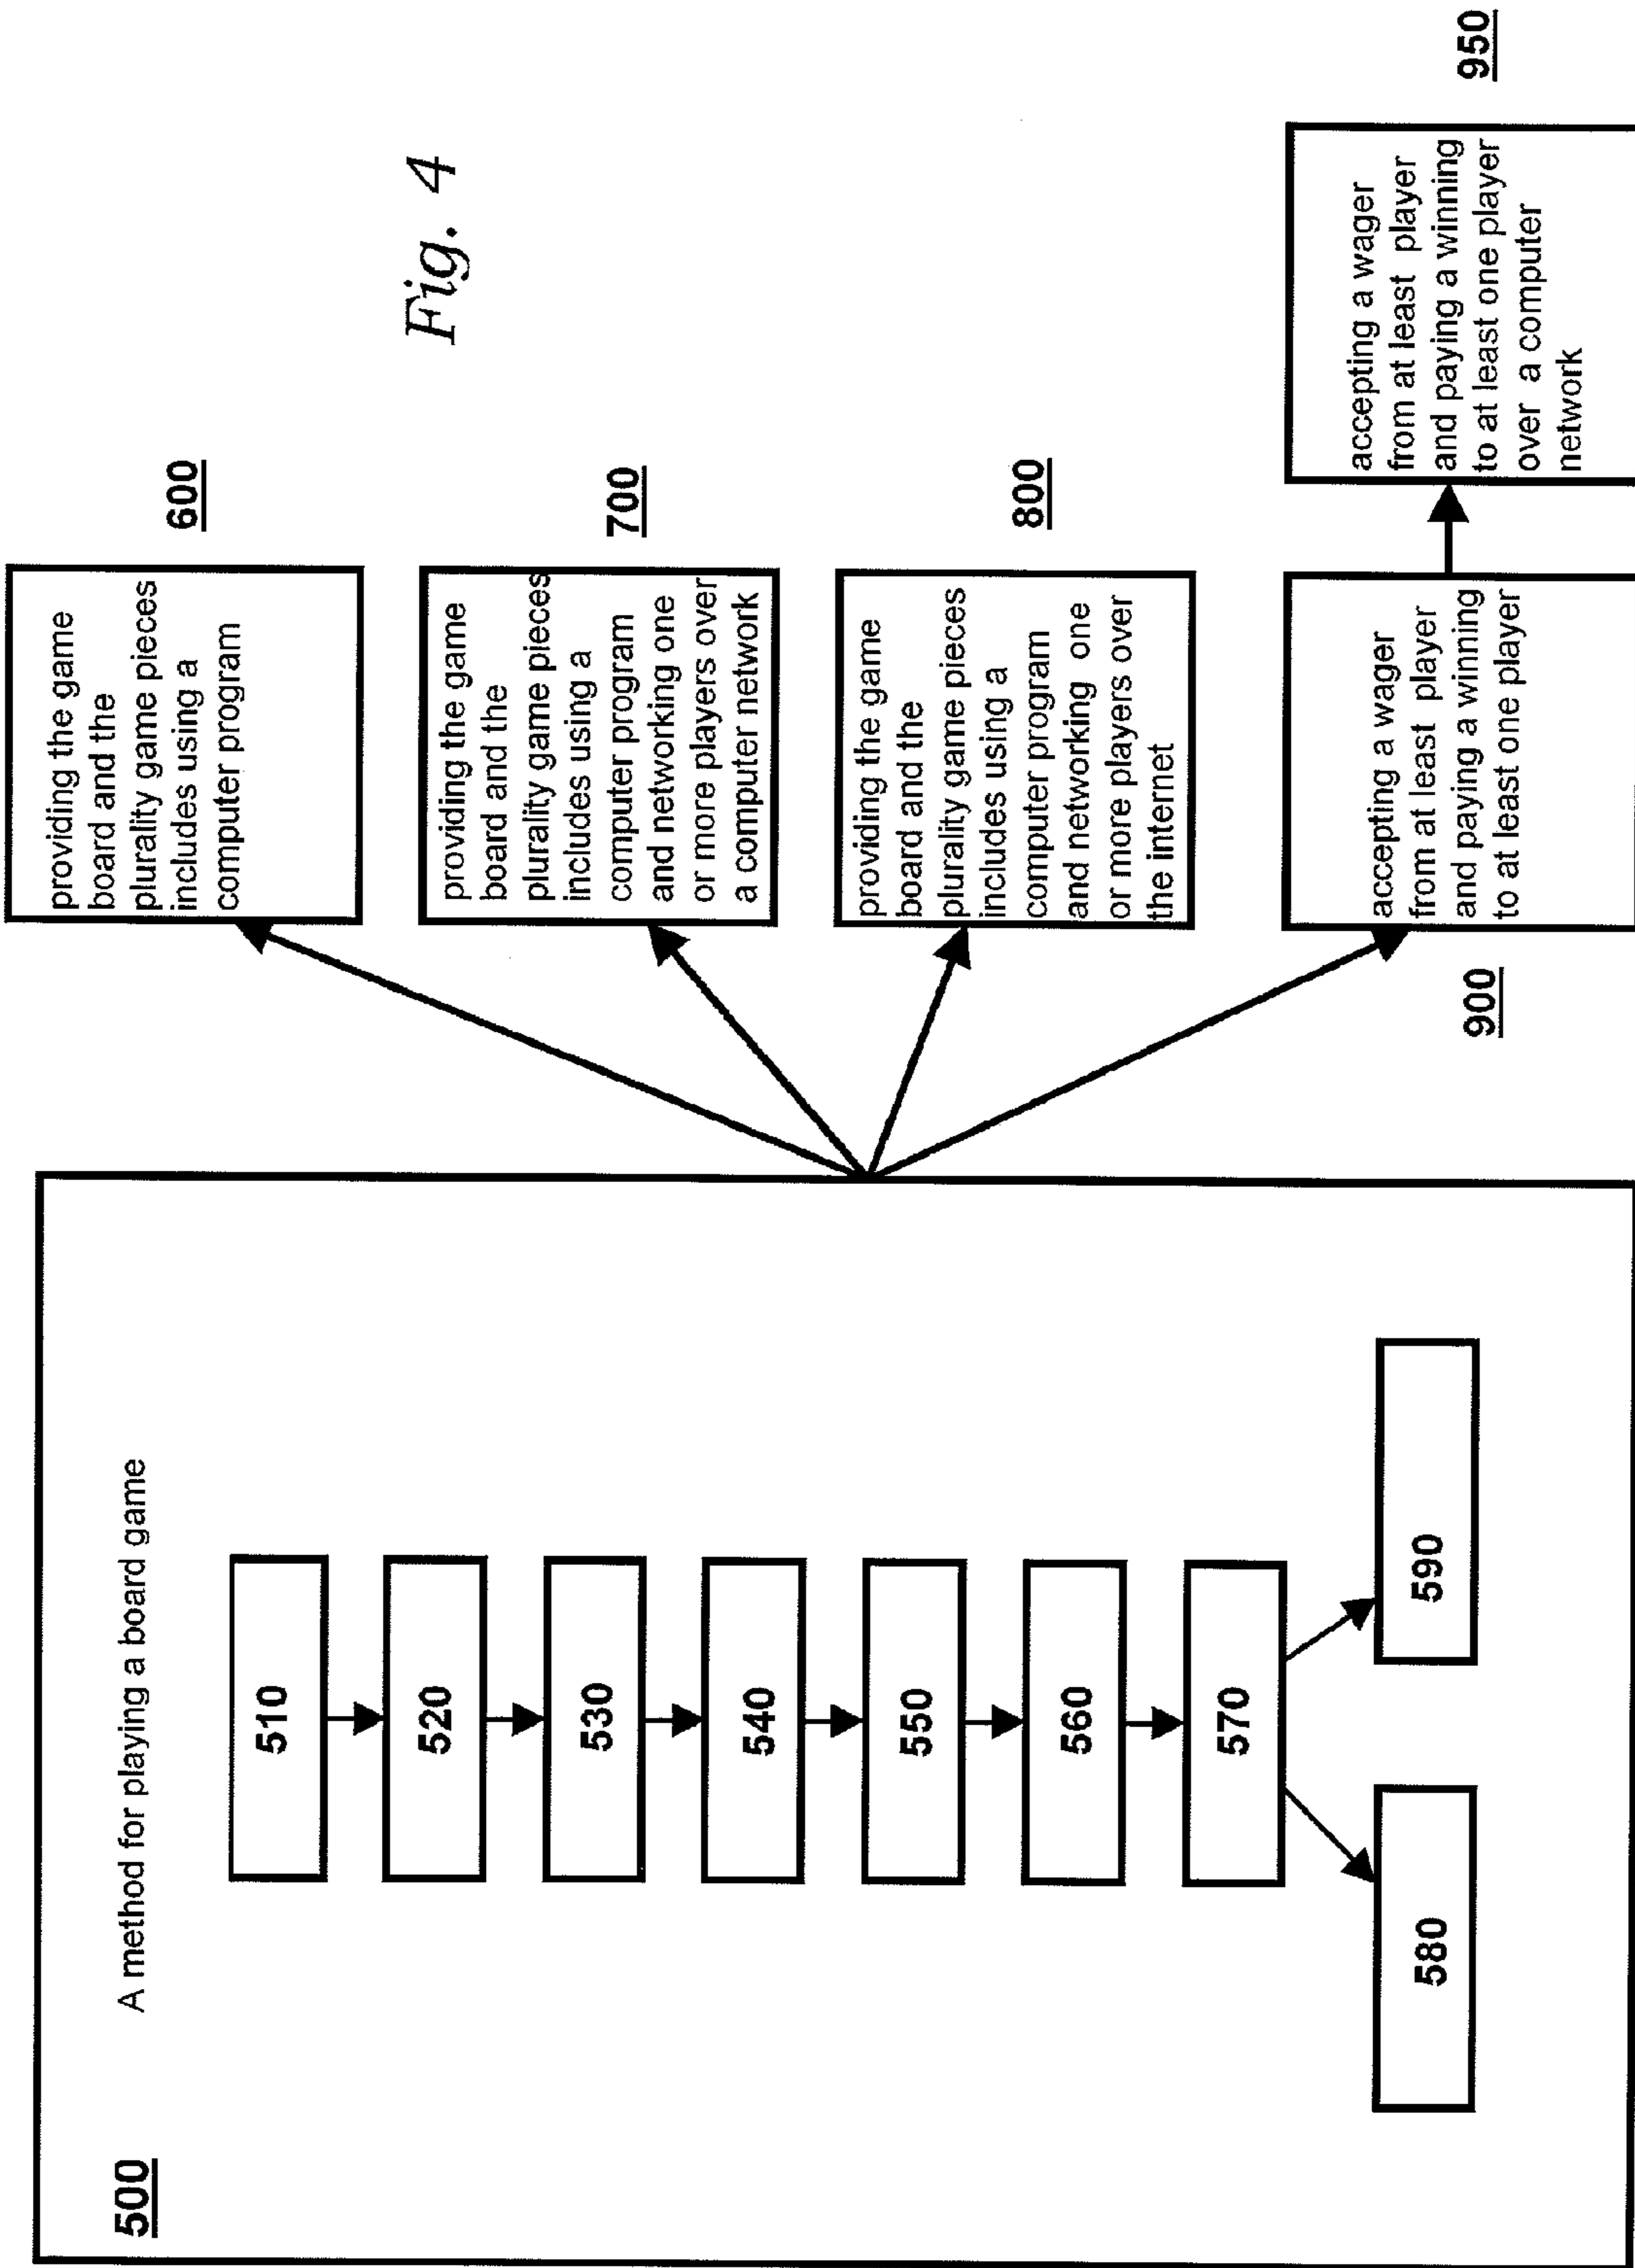 500
A method for playing a board game
510
520
530
540
550
560
570
580
590
providing the game
board and the
plurality game pieces
includes using a
computer program
600
providing the game
board and the
plurality game pieces
includes using a
computer program
and networking one
or more players over
a computer network
700
providing the game
board and the
plurality game pieces
includes using a
computer program
and networking one
or more players over
the internet
800
900
accepting a wager
from at least player
and paying a winning
to at least one player
accepting a wager
from at least player
and paying a winning
to at least one player
over a computer
network
950
Fig. 4